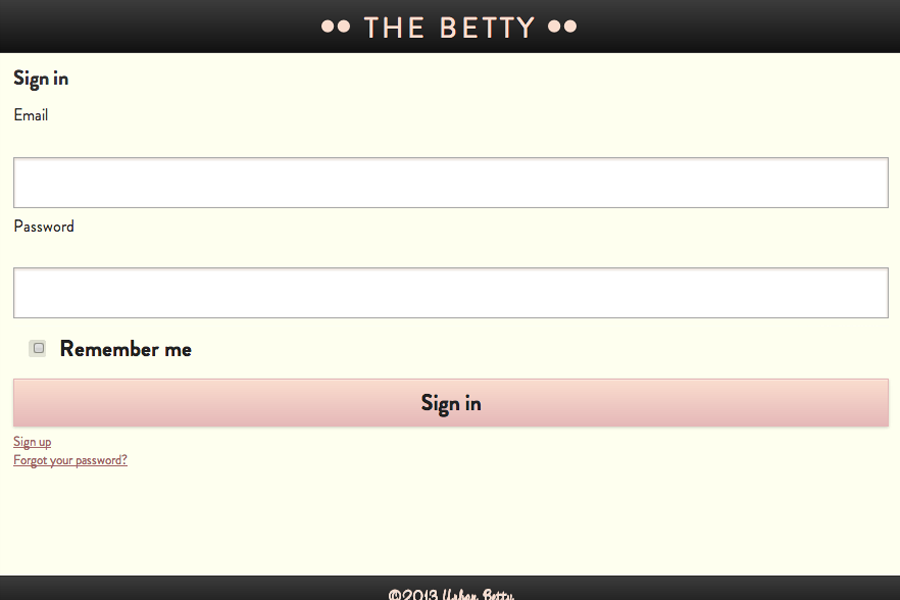 •• THE BETTY ••
Sign in
Email
Password
Remember me
Sign in
Sign up
Forgot your password?
©2013 Urban Betty.